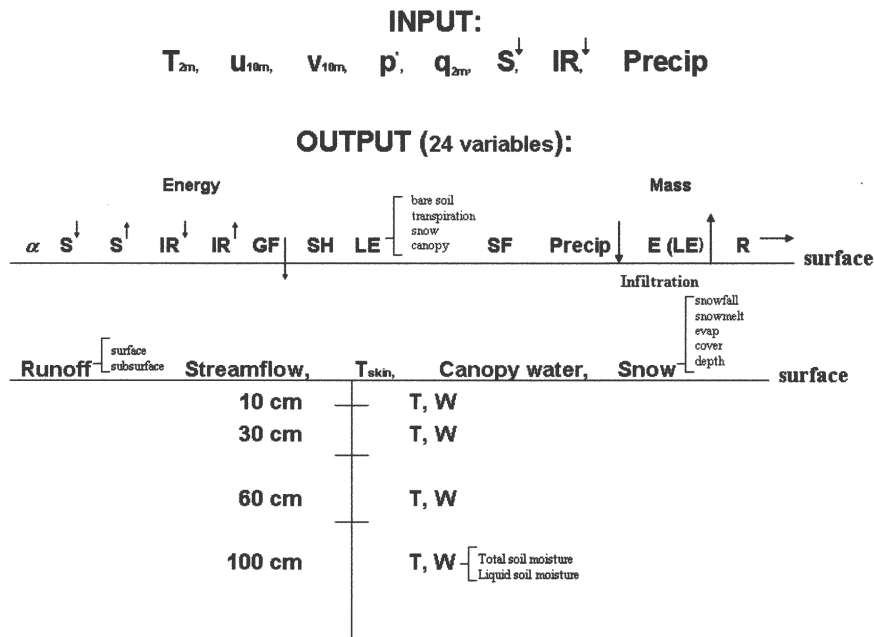 INPUT:
T2m, u10m, v10m, p*, q2m, S↓, IR↓, Precip
OUTPUT (24 variables):
Energy Mass
bare soil
transpiration
snow
canopy
α S↓ S↑ IR↓ IR↑ GF SH LE SF Precip E (LE) R
surface
Infiltration
snowfall
snowmelt
evap
cover
depth
surface
subsurface
Runoff Streamflow, Tskin, Canopy water, Snow
surface
10 cm T, W
30 cm T, W
60 cm T, W
100 cm T, W
Total soil moisture
Liquid soil moisture